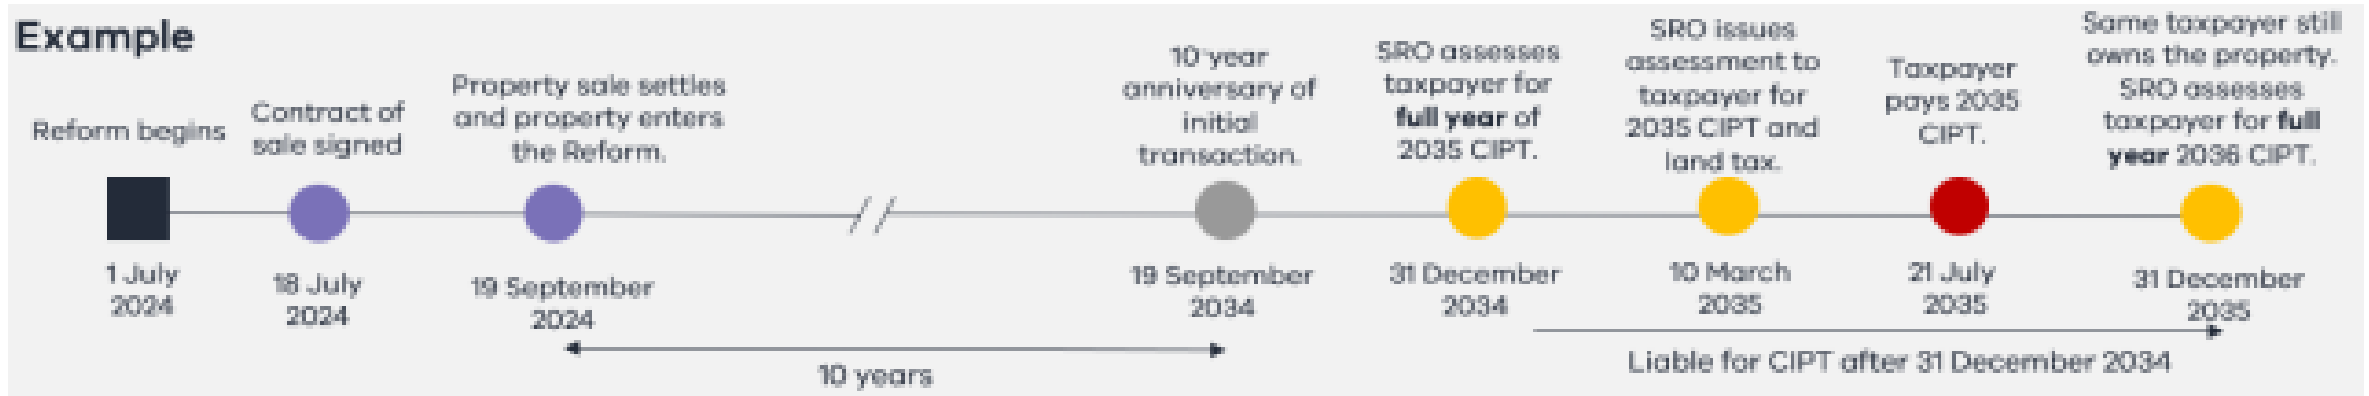 Example
Reform begins
1 July
2024
Contract of
sale signed
18 July
2024
Property sale settles
and property enters
the Reform.
19 September
2024
10 years
10 year
anniversary of
initial
transaction.
19 September
2034
SRO assesses
taxpayer for
full year of
2035 CIPT.
31 December
2034
SRO issues
assessment to
taxpayer for
2035 CIPT and
land tax.
10 March
2035
Taxpayer
pays 2035
CIPT.
21 July
2035
Same taxpayer still
owns the property.
SRO assesses
taxpayer for full
year 2036 CIPT.
31 December
2035
Liable for CIPT after 31 December 2034